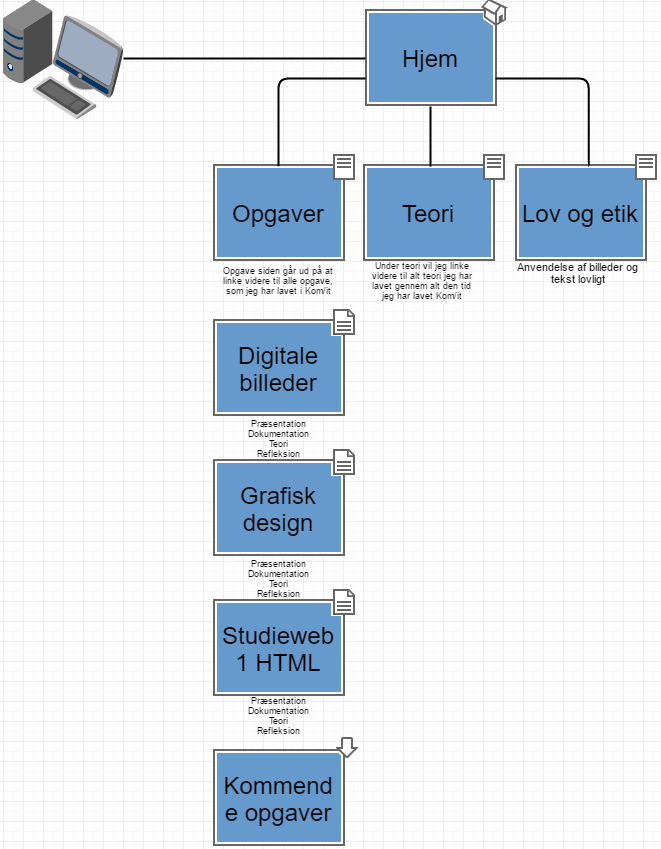 Hjem
Opgaver
Teori
Lov og etik
Opgave siden går ud på at
linke videre til alle opgave,
som jeg har lavet i Kom/it
Under teori vil jeg linke
videre til alt teori jeg har
lavet gennem alt den tid
jeg har lavet Kom/it
Anvendelse af billeder og
tekst lovligt
Digitale
billeder
Præsentation
Dokumentation
Teori
Refleksion
Grafisk
design
Præsentation
Dokumentation
Teori
Refleksion
Studieweb
1 HTML
Præsentation
Dokumentation
Teori
Refleksion
Kommend
e opgaver